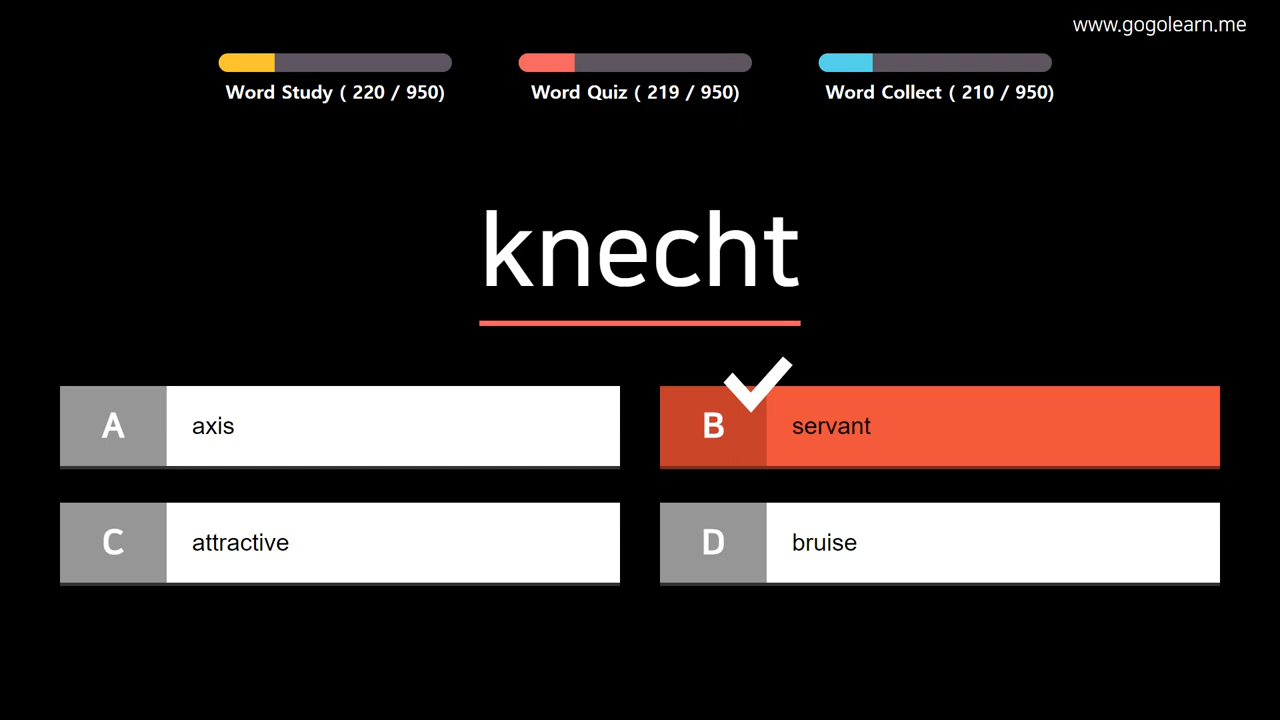 www.gogolearn.me
Word Study ( 220 / 950)
Word Quiz ( 219 / 950)
Word Collect ( 210 / 950)
knecht
A axis
B servant
C attractive
D bruise